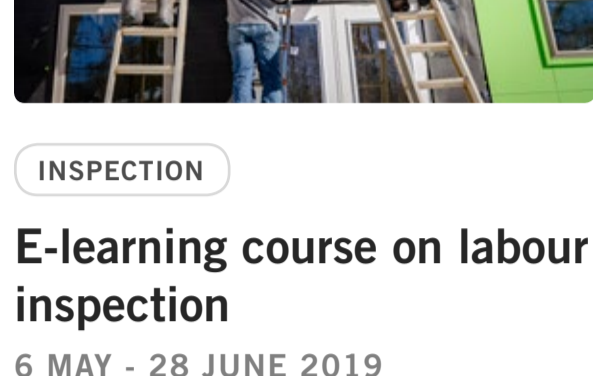 INSPECTION
E-learning course on labour
inspection
6 MAY - 28 JUNE 2019